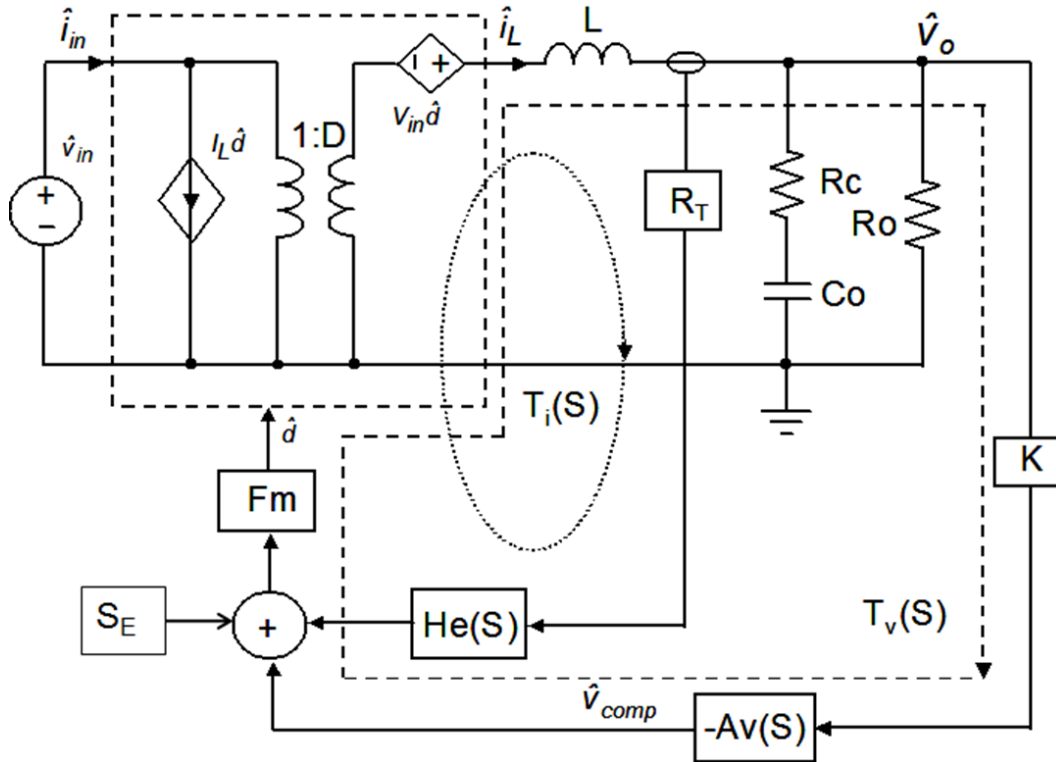 î_in
î_L
L
v̂_o
V_in d̂
1:D
I_L d̂
v̂_in
+
−
R_T
Rc
Ro
Co
T_i(S)
K
d̂
Fm
S_E
+
He(S)
T_v(S)
v̂_comp
-Av(S)